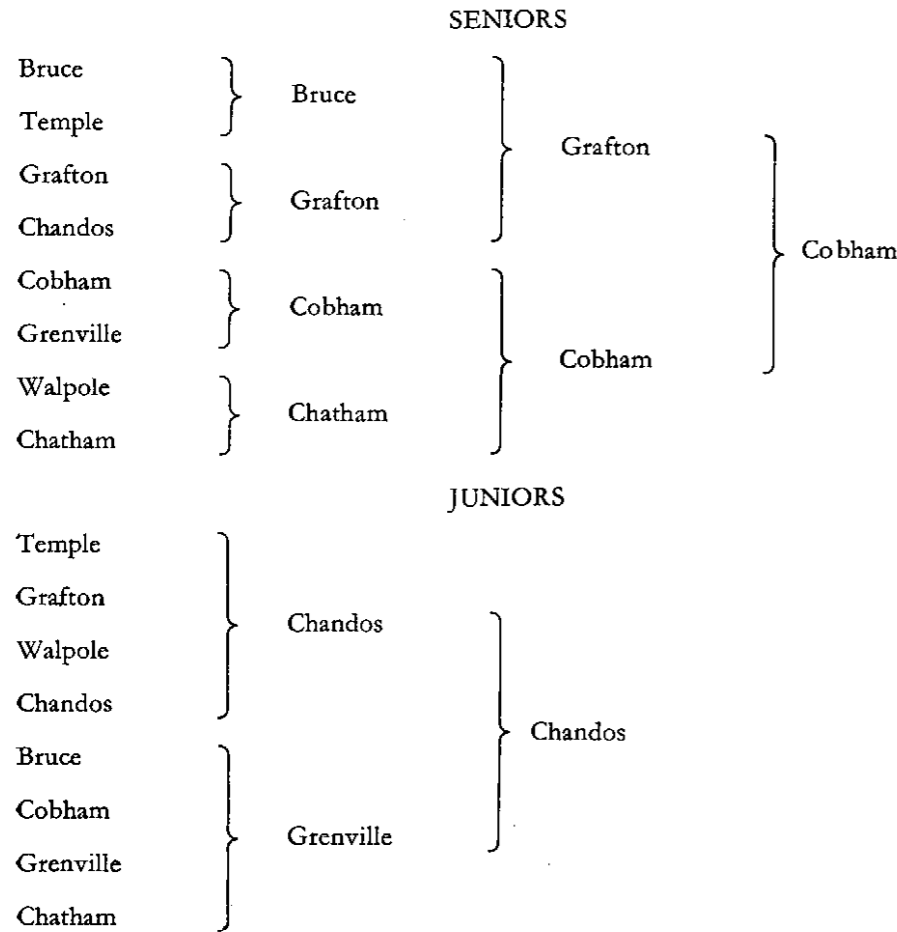 SENIORS
Bruce
Temple
Grafton
Chandos
Cobham
Grenville
Walpole
Chatham
Bruce
Grafton
Cobham
Chatham
Grafton
Cobham
Cobham
JUNIORS
Temple
Grafton
Walpole
Chandos
Bruce
Cobham
Grenville
Chatham
Chandos
Grenville
Chandos